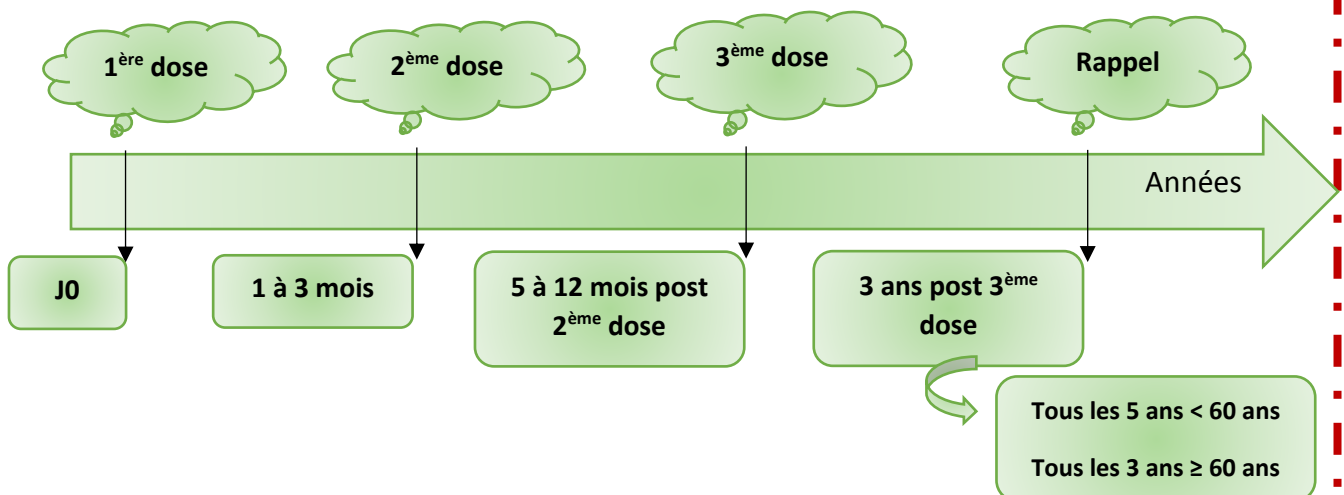 1ère dose
2ème dose
3ème dose
Rappel
Années
J0
1 à 3 mois
5 à 12 mois post
2ème dose
3 ans post 3ème
dose
Tous les 5 ans < 60 ans
Tous les 3 ans ≥ 60 ans